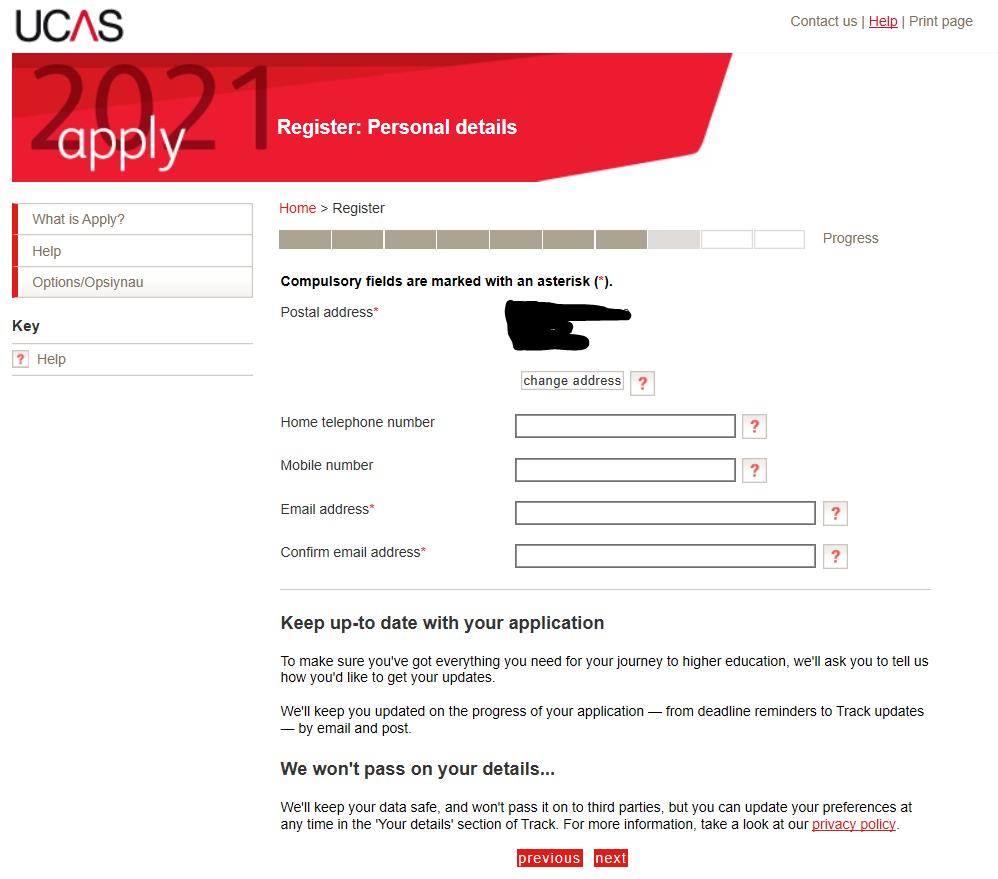 UCAS
Contact us | Help | Print page
2021
apply
Register: Personal details
What is Apply?
Help
Options/Opsiynau
Key
? Help
Home > Register
Progress
Compulsory fields are marked with an asterisk (*).
Postal address*
change address ?
Home telephone number ?
Mobile number ?
Email address* ?
Confirm email address* ?
Keep up-to date with your application
To make sure you've got everything you need for your journey to higher education, we'll ask you to tell us
how you'd like to get your updates.
We'll keep you updated on the progress of your application — from deadline reminders to Track updates
— by email and post.
We won't pass on your details...
We'll keep your data safe, and won't pass it on to third parties, but you can update your preferences at
any time in the 'Your details' section of Track. For more information, take a look at our privacy policy.
previous next